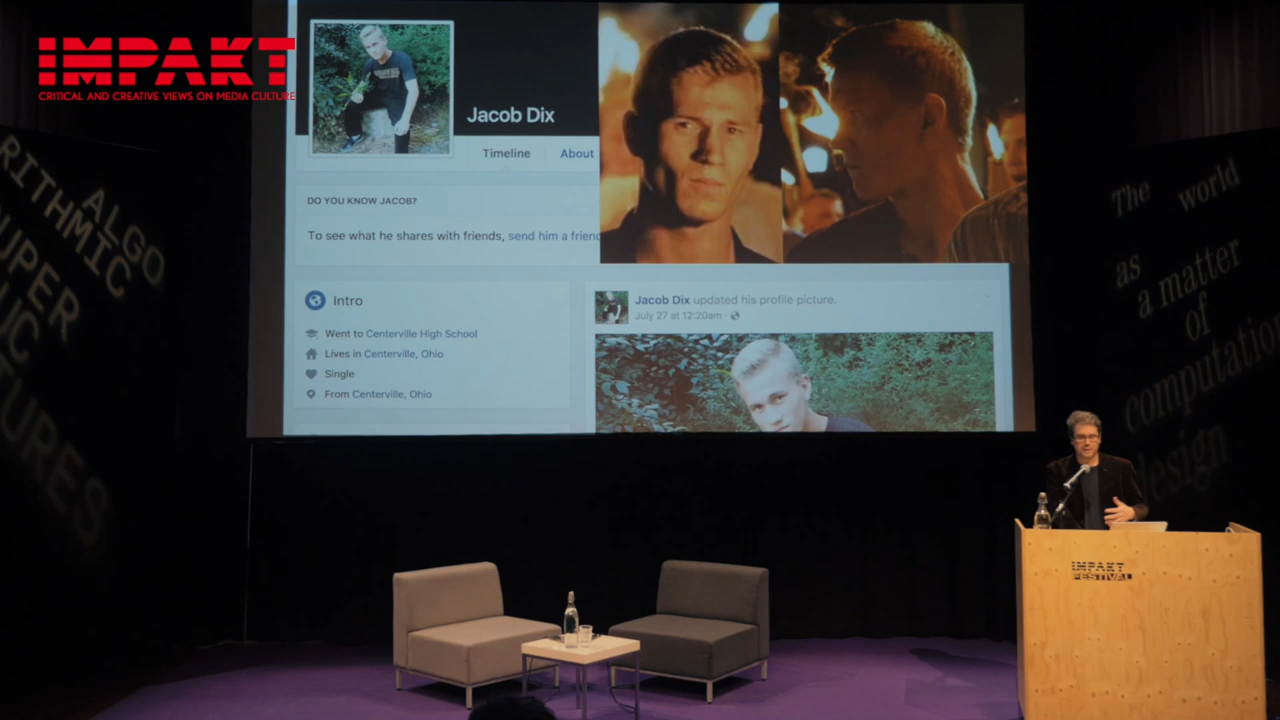 IMPAKT
CRITICAL AND CREATIVE VIEWS ON MEDIA CULTURE
Jacob Dix
Timeline
About
DO YOU KNOW JACOB?
To see what he shares with friends, send him a friend
Intro
Went to Centerville High School
Lives in Centerville, Ohio
Single
From Centerville, Ohio
Jacob Dix updated his profile picture.
July 27 at 12:20am
ALGO
RITHMIC
SUPER
TURES
The world
as a matter
of
computation
design
IMPAKT
FESTIVAL